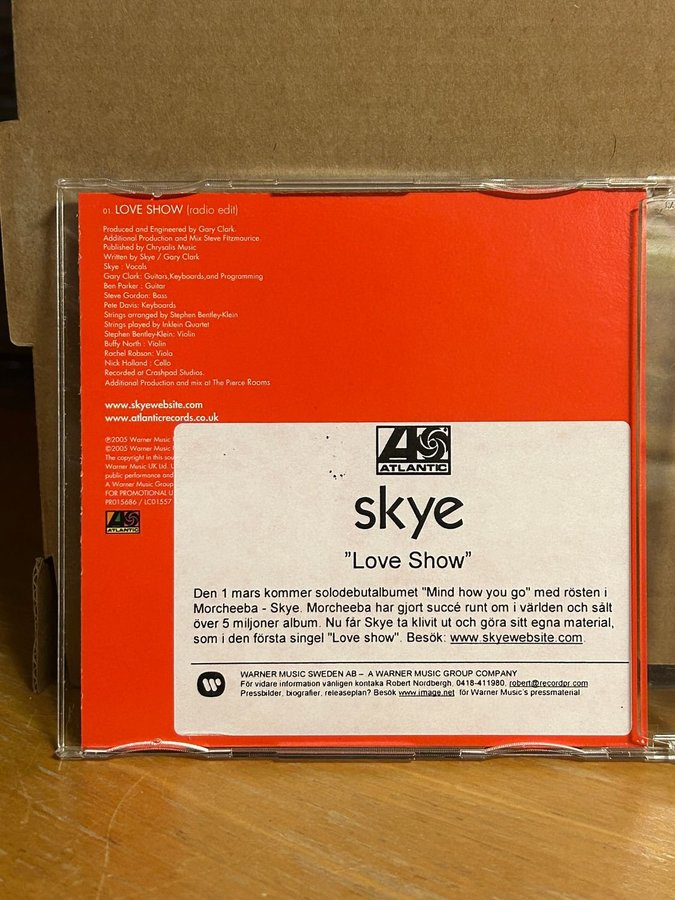 01. LOVE SHOW (radio edit)
Produced and Engineered by Gary Clark.
Additional Production and Mix Steve Fitzmaurice.
Published by Chrysalis Music
Written by Skye / Gary Clark
Skye : Vocals
Gary Clark: Guitars,Keyboards,and Programming
Ben Parker : Guitar
Steve Gordon: Bass
Pete Davis: Keyboards
Strings arranged by Stephen Bentley-Klein
Strings played by Inklein Quartet
Stephen Bentley-Klein: Violin
Buffy North : Violin
Rachel Robson: Viola
Nick Holland : Cello
Recorded at Crashpad Studios.
Additional Production and mix at The Pierce Rooms
www.skyewebsite.com
www.atlanticrecords.co.uk
℗2005 Warner Music
©2005 Warner Music
The copyright in this sou
Warner Music UK Ltd. U
public performance and
A Warner Music Group
FOR PROMOTIONAL U
PR015686 / LC01557
ATLANTIC
ATLANTIC
skye
"Love Show"
Den 1 mars kommer solodebutalbumet "Mind how you go" med rösten i
Morcheeba - Skye. Morcheeba har gjort succé runt om i världen och sålt
över 5 miljoner album. Nu får Skye ta klivit ut och göra sitt egna material,
som i den första singel "Love show". Besök: www.skyewebsite.com.
WARNER MUSIC SWEDEN AB – A WARNER MUSIC GROUP COMPANY
För vidare information vänligen kontaka Robert Nordbergh, 0418-411980, robert@recordpr.com
Pressbilder, biografier, releaseplan? Besök www.image.net för Warner Music's pressmaterial